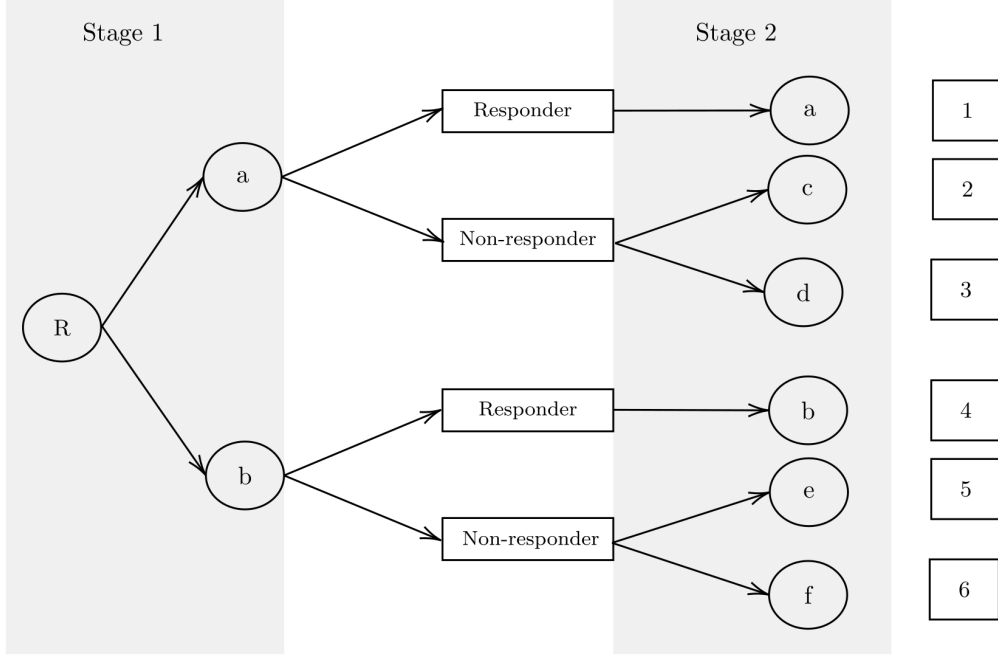 Stage 1
Stage 2
R
a
b
Responder
Non-responder
Responder
Non-responder
a
c
d
b
e
f
1
2
3
4
5
6